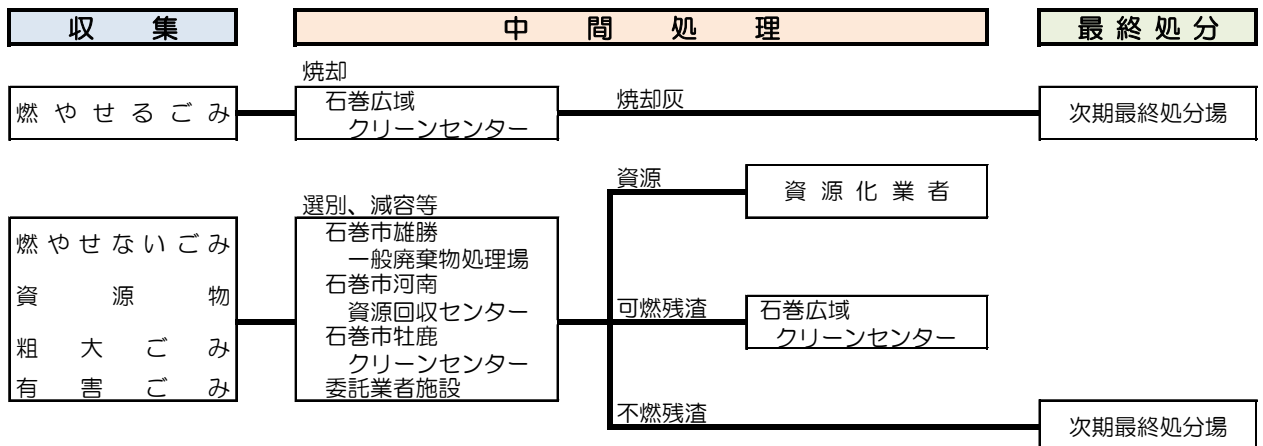 収集
中間処理
最終処分
焼却
燃やせるごみ
石巻広域
クリーンセンター
焼却灰
次期最終処分場
燃やせないごみ
資源物
粗大ごみ
有害ごみ
選別、減容等
石巻市雄勝
一般廃棄物処理場
石巻市河南
資源回収センター
石巻市牡鹿
クリーンセンター
委託業者施設
資源
資源化業者
可燃残渣
石巻広域
クリーンセンター
不燃残渣
次期最終処分場